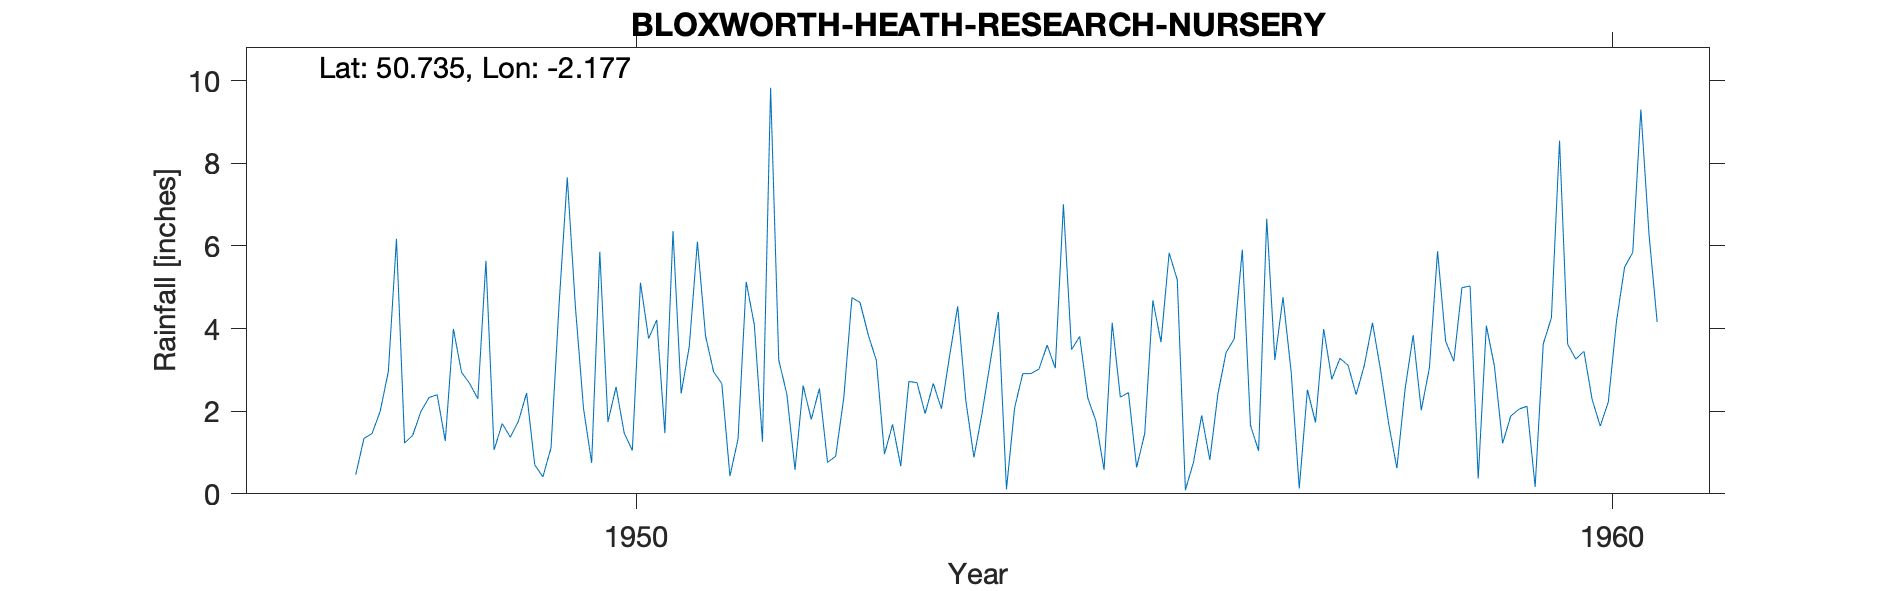 BLOXWORTH-HEATH-RESEARCH-NURSERY
Lat: 50.735, Lon: -2.177
10
8
6
4
2
0
Rainfall [inches]
1950 1960
Year